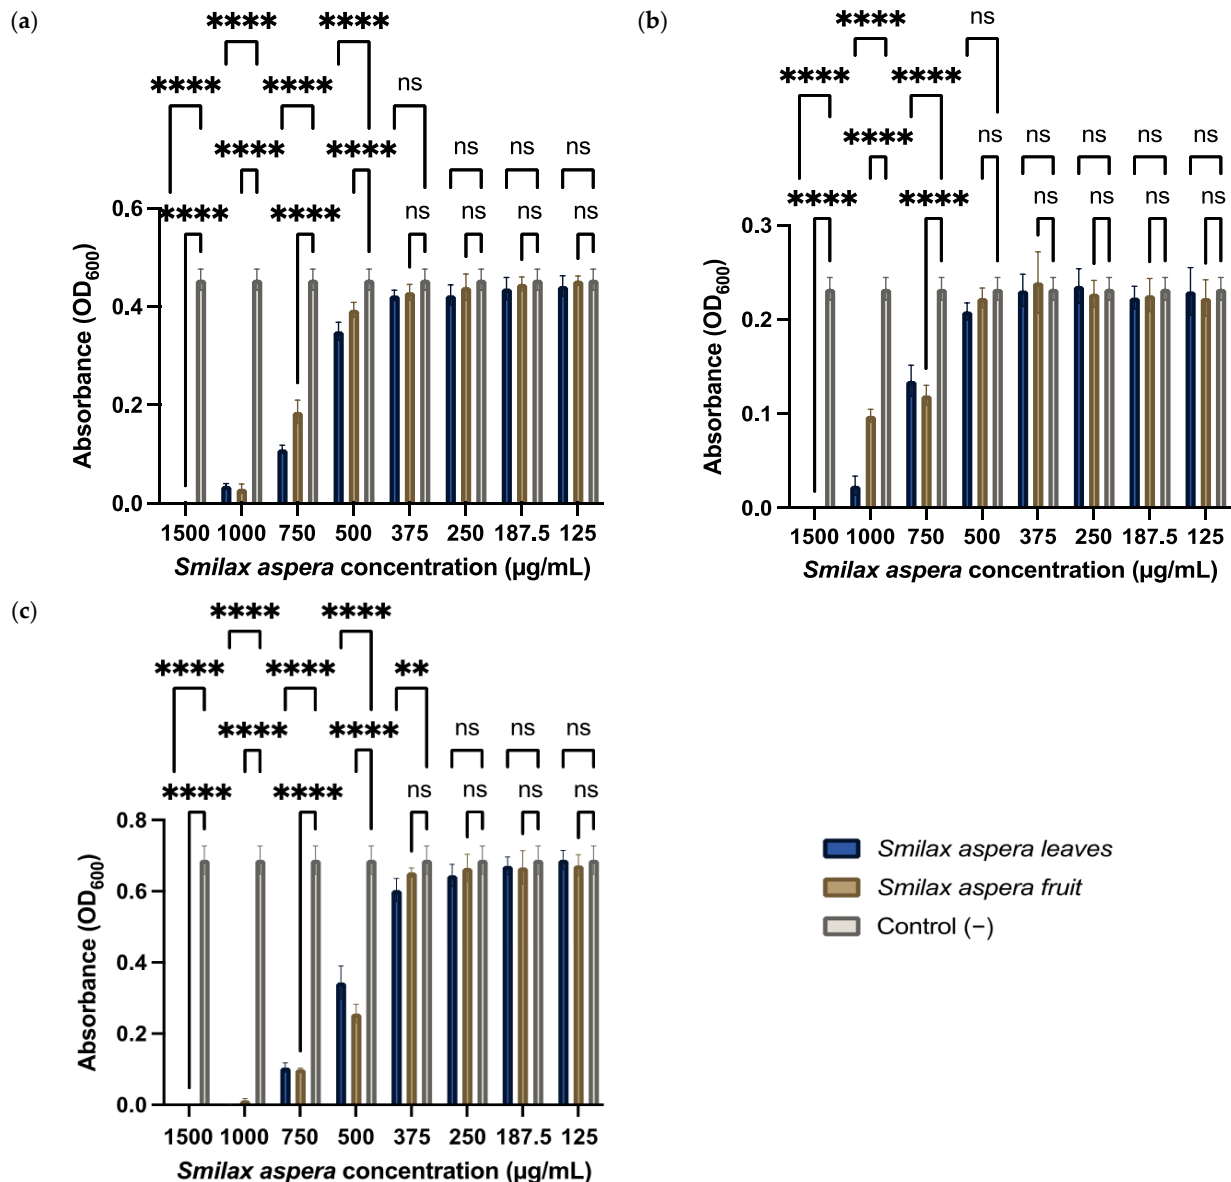 (a)
**** ****
**** **** ns
**** **** ns ns ns
**** **** ns ns ns ns
Absorbance (OD600)
0.6
0.4
0.2
0.0
1500 1000 750 500 375 250 187.5 125
Smilax aspera concentration (µg/mL)
(b)
**** ns
**** ****
**** ns ns ns ns ns
**** **** ns ns ns ns
Absorbance (OD600)
0.3
0.2
0.1
0.0
1500 1000 750 500 375 250 187.5 125
Smilax aspera concentration (µg/mL)
(c)
**** ****
**** **** **
**** **** ns ns ns
**** **** ns ns ns ns
Absorbance (OD600)
0.8
0.6
0.4
0.2
0.0
1500 1000 750 500 375 250 187.5 125
Smilax aspera concentration (µg/mL)
Smilax aspera leaves
Smilax aspera fruit
Control (−)